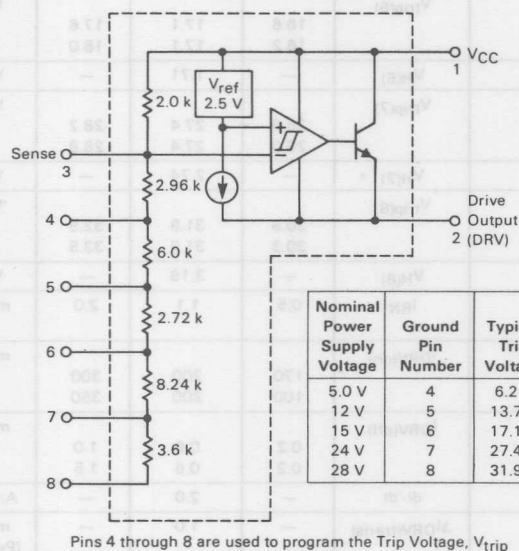 V_CC
1
V_ref
2.5 V
2.0 k
+
−
Sense
3
2.96 k
Drive
Output
2 (DRV)
4
6.0 k
5
2.72 k
6
8.24 k
7
3.6 k
8
Nominal Power Supply Voltage
Ground Pin Number
5.0 V 4 6.2
12 V 5 13.7
15 V 6 17.1
24 V 7 27.4
28 V 8 31.9
Pins 4 through 8 are used to program the Trip Voltage, V_trip